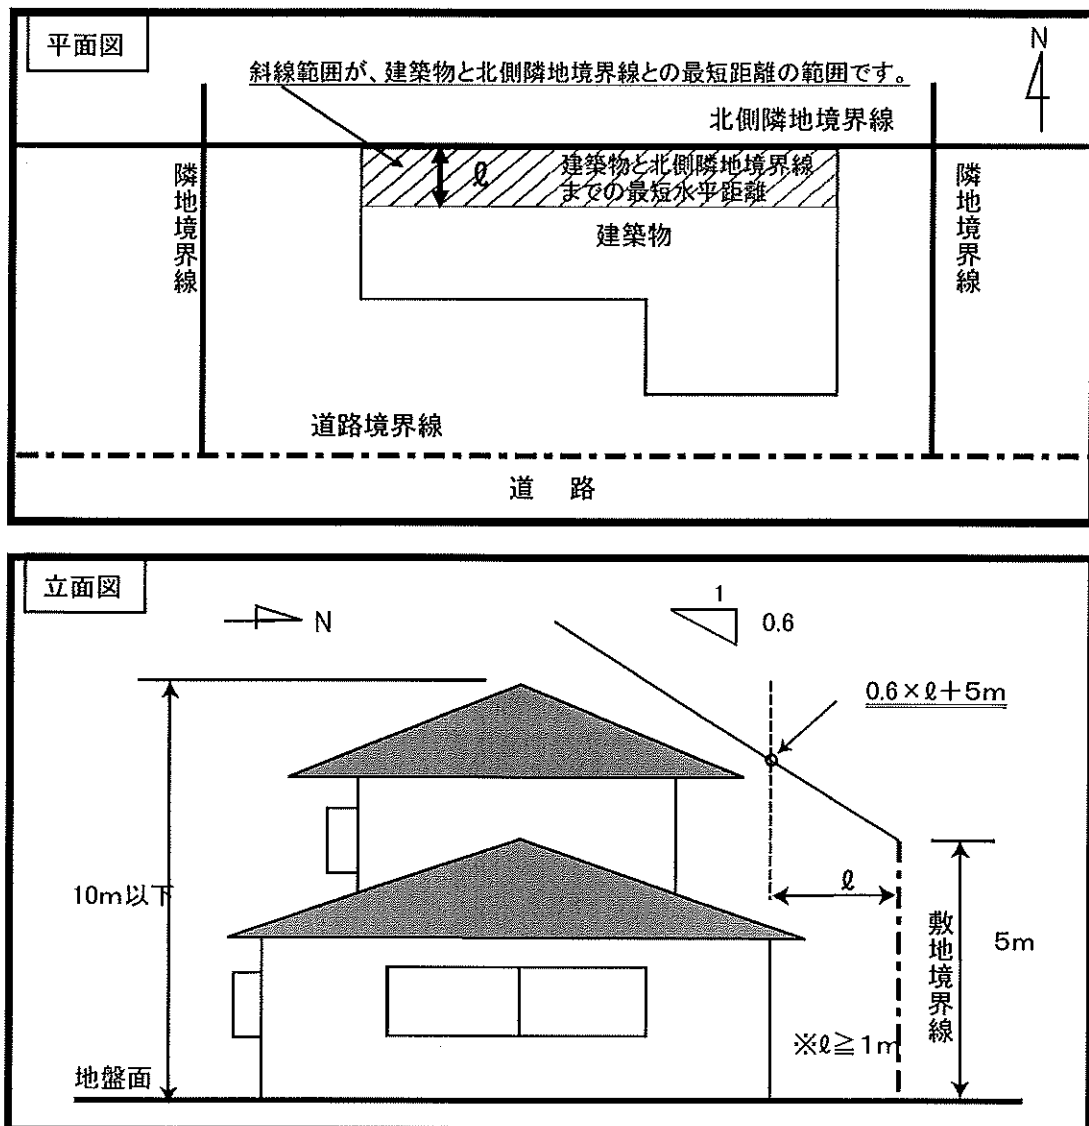 平面図
N
斜線範囲が、建築物と北側隣地境界線との最短距離の範囲です。
北側隣地境界線
隣地境界線
ℓ
建築物と北側隣地境界線
までの最短水平距離
隣地境界線
建築物
道路境界線
道 路
立面図
N
1
0.6
0.6×ℓ+5m
10m以下
ℓ
敷地境界線
5m
※ℓ≧1m
地盤面